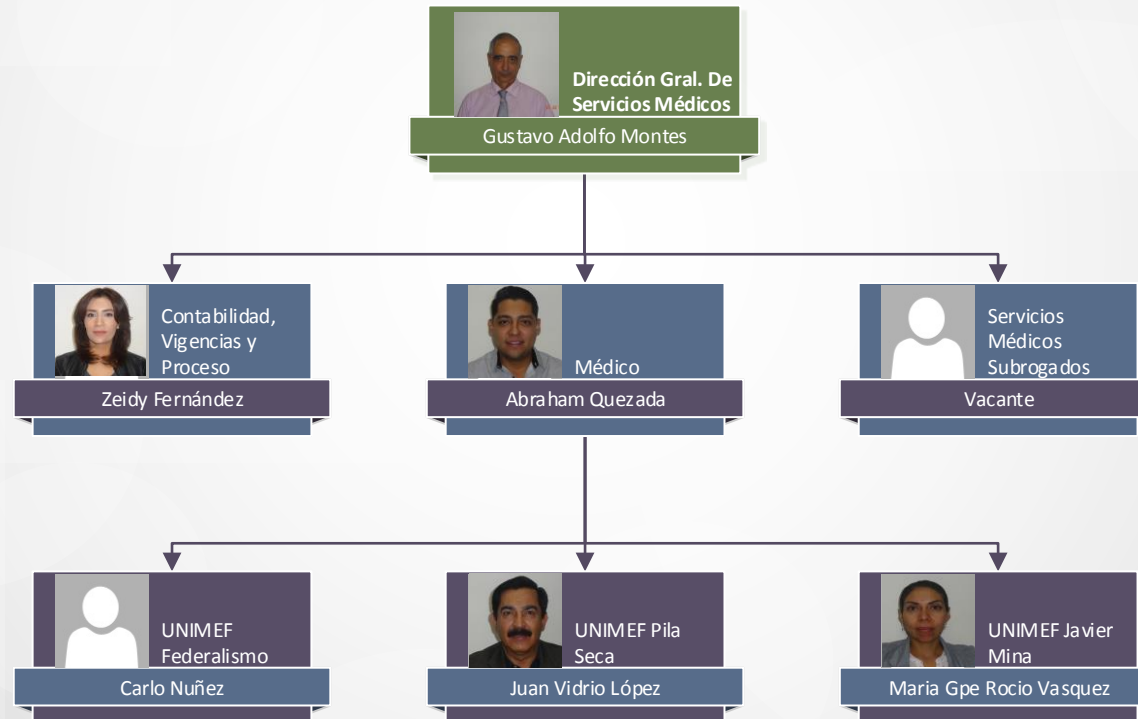 Dirección Gral. De
Servicios Médicos
Gustavo Adolfo Montes
Contabilidad,
Vigencias y
Proceso
Zeidy Fernández
Médico
Abraham Quezada
Servicios
Médicos
Subrogados
Vacante
UNIMEF
Federalismo
Carlo Nuñez
UNIMEF Pila
Seca
Juan Vidrio López
UNIMEF Javier
Mina
Maria Gpe Rocio Vasquez